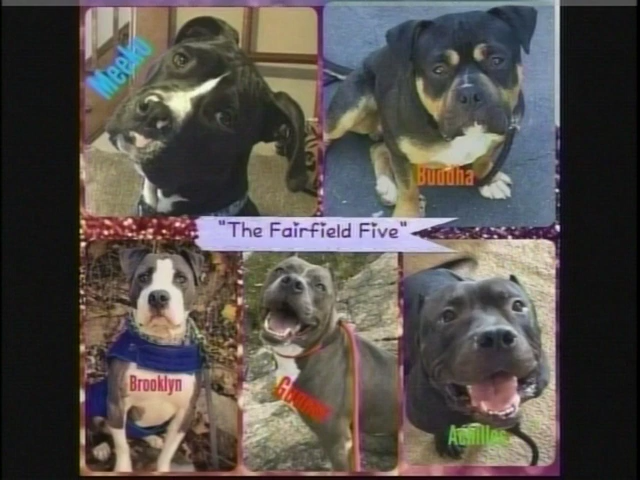 Meeko
Buddha
"The Fairfield Five"
Brooklyn
Achilles